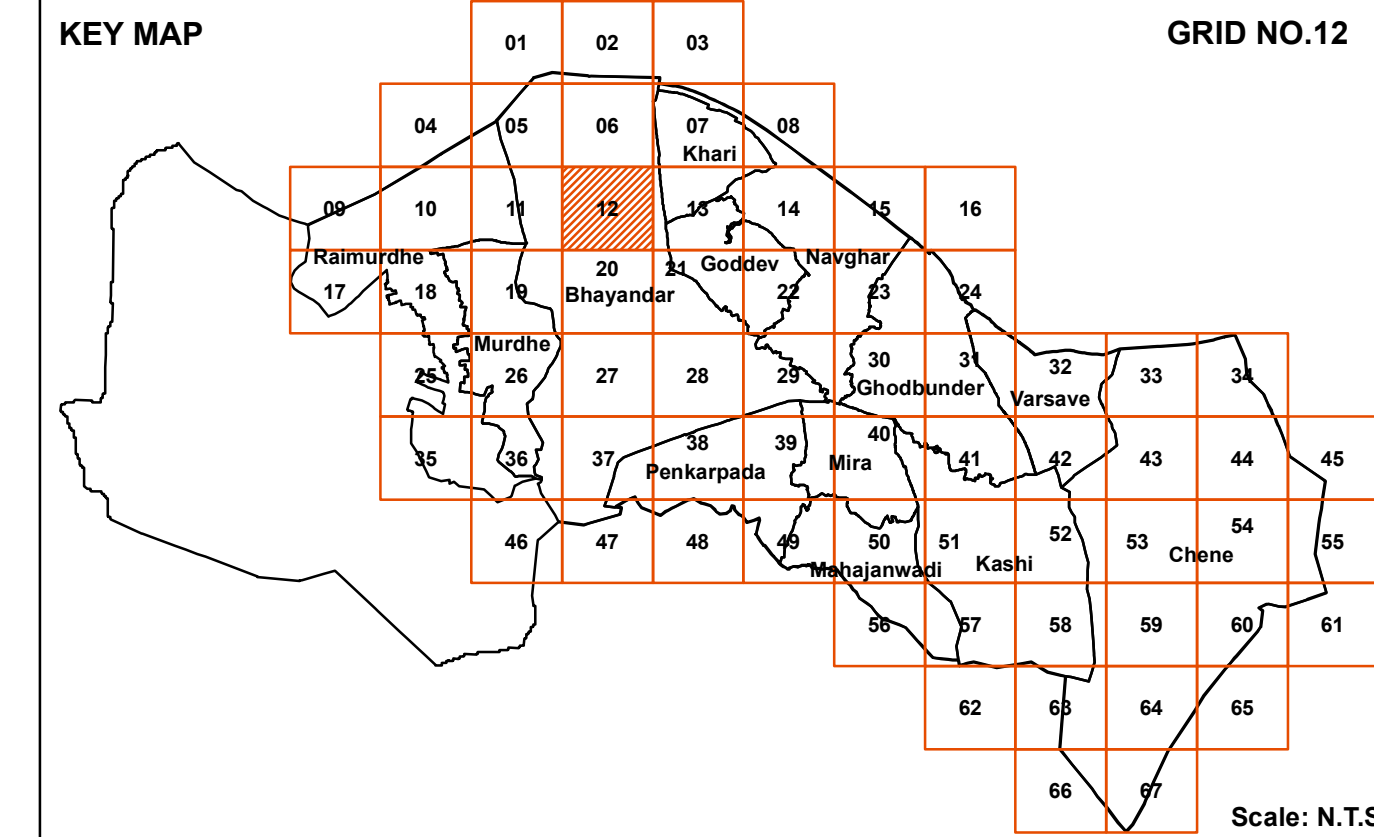 KEY MAP GRID NO.12
01 02 03
04 05 06 07 08
Khari
09 10 11 12 13 14 15 16
Raimurdhe Goddev Navghar
17 18 19 20 21 22 23 24
Bhayandar
Murdhe
25 26 27 28 29 30 31 32 33 34
Ghodbunder Varsave
35 36 37 38 39 40 41 42 43 44 45
Penkarpada Mira
46 47 48 49 50 51 52 53 54 55
Mahajanwadi Kashi Chene
56 57 58 59 60 61
62 63 64 65
66 67
Scale: N.T.S